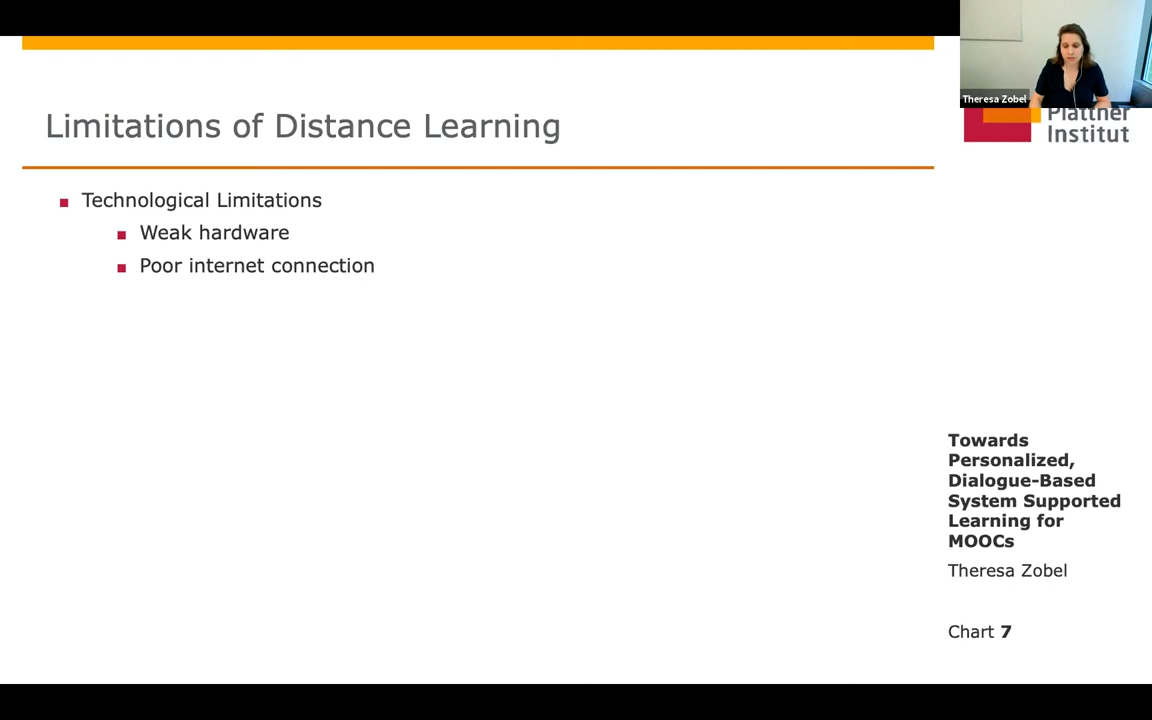 Theresa Zobel
Plattner
Institut
Limitations of Distance Learning
Technological Limitations
Weak hardware
Poor internet connection
Towards
Personalized,
Dialogue-Based
System Supported
Learning for
MOOCs
Theresa Zobel
Chart 7